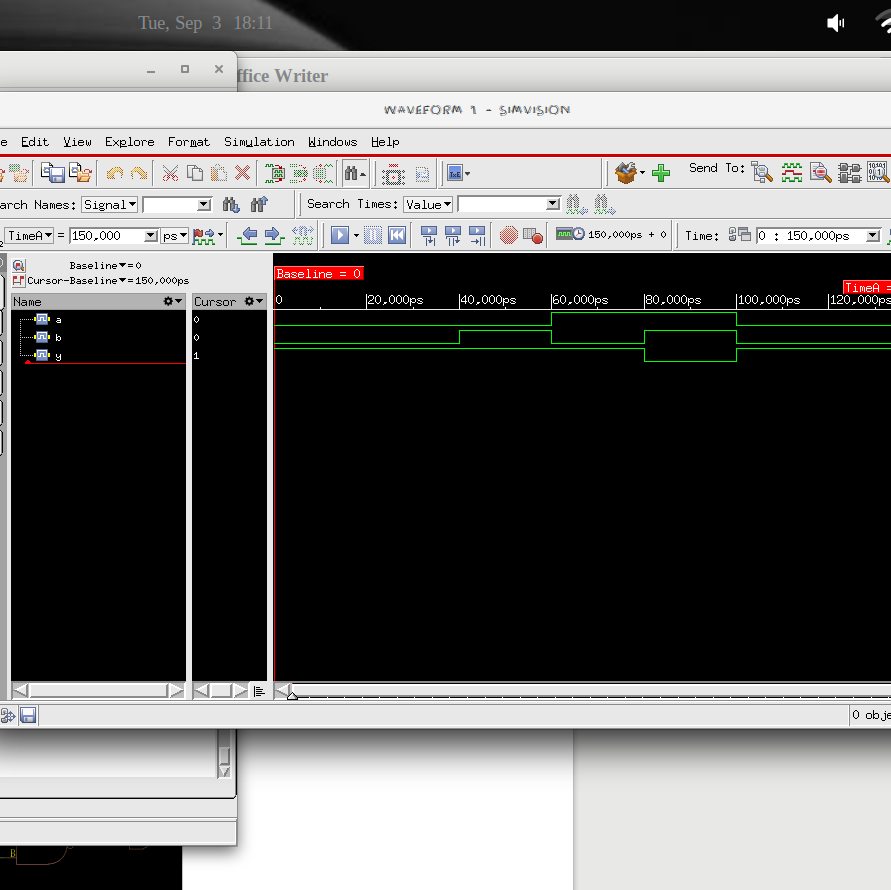 Tue, Sep 3 18:11
ffice Writer
WAVEFORM 1 - SIMVISION
e Edit View Explore Format Simulation Windows Help
Send To:
arch Names: Signal Search Times: Value
TimeA = 150,000 ps 150,000ps + 0 Time: 0 : 150,000ps
Baseline=0
Cursor-Baseline=150,000ps
Baseline = 0
TimeA =
Name Cursor
0 20,000ps 40,000ps 60,000ps 80,000ps 100,000ps 120,000ps
a 0
b 0
y 1
0 obje
B